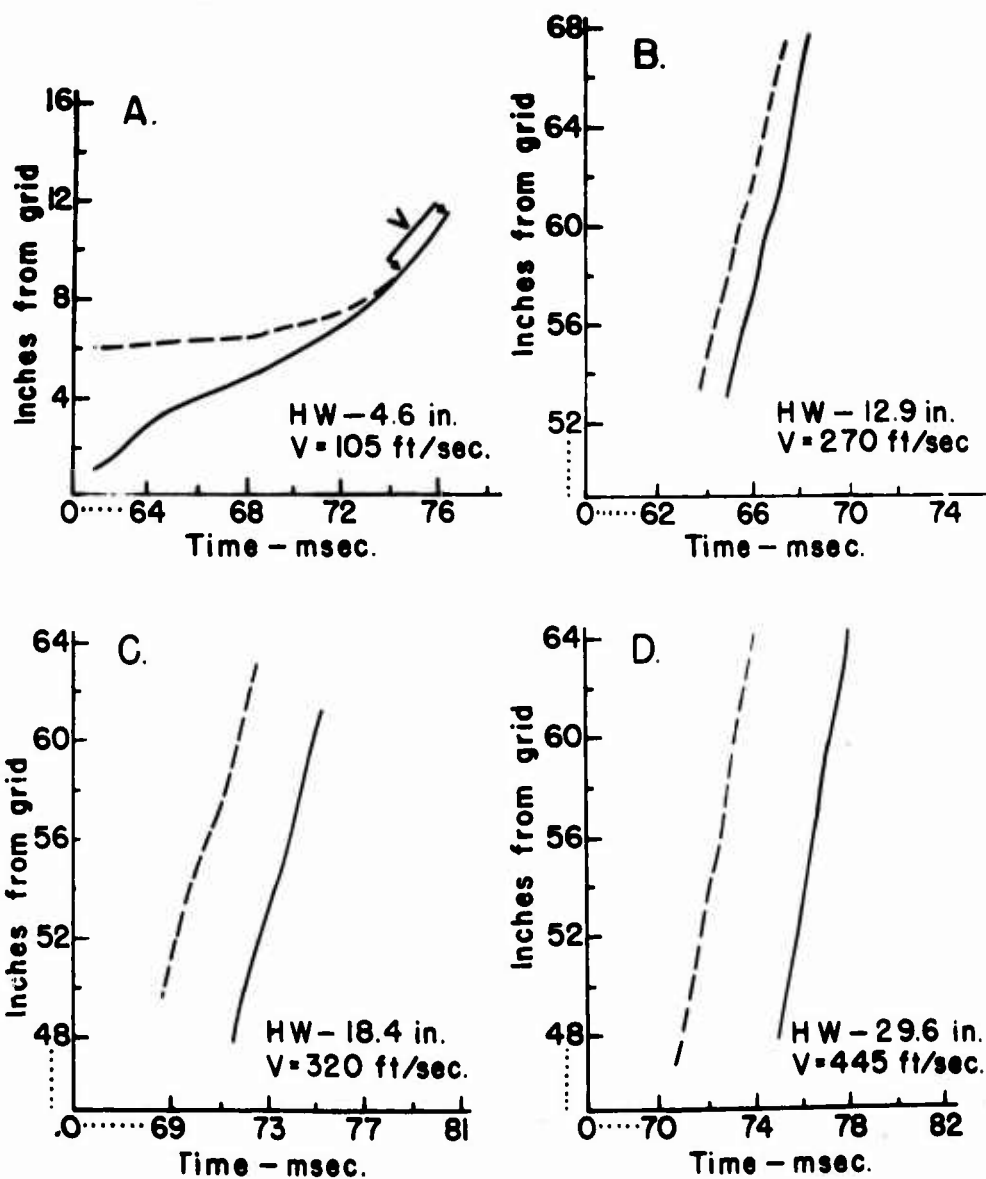 A.
16
12
8
4
Inches from grid
V
HW-4.6 in.
V=105 ft/sec.
0......64 68 72 76
Time-msec.
B.
68
64
60
56
52
Inches from grid
HW-12.9 in.
V=270 ft/sec
0......62 66 70 74
Time-msec.
C.
64
60
56
52
48
Inches from grid
HW-18.4 in.
V=320 ft/sec.
.0......69 73 77 81
Time-msec.
D.
64
60
56
52
48
Inches from grid
HW-29.6 in.
V=445 ft/sec.
0......70 74 78 82
Time-msec.